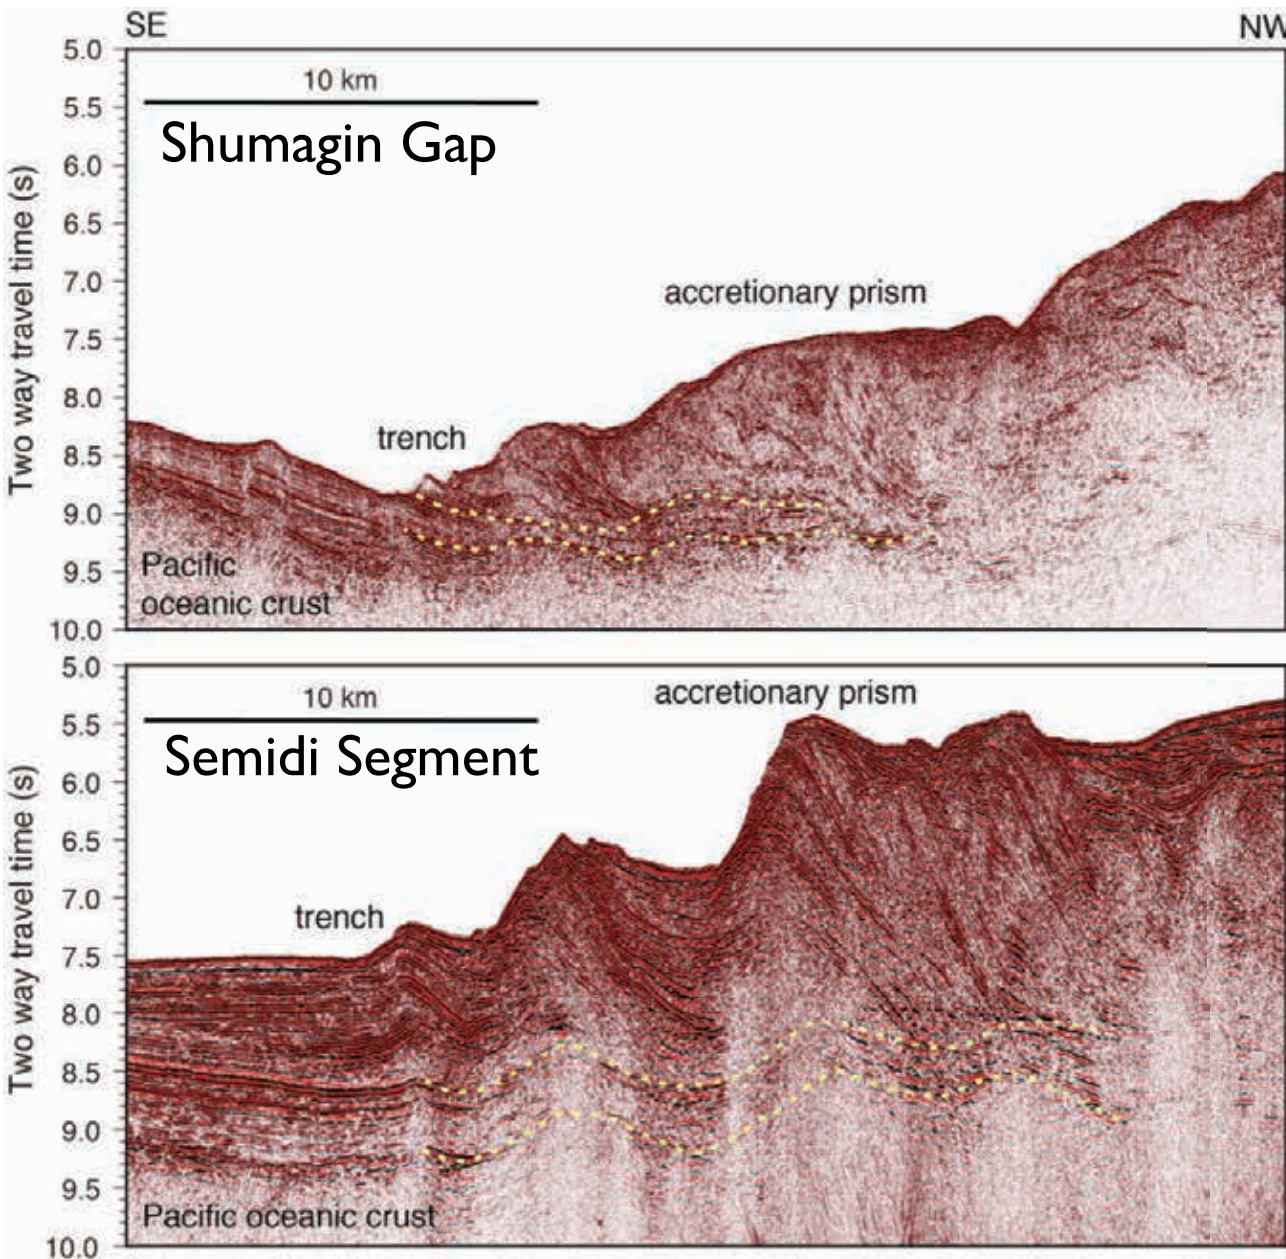 SE NW
5.0
10 km
5.5
Shumagin Gap
6.0
6.5
7.0
accretionary prism
7.5
8.0
trench
8.5
9.0
Pacific
9.5
oceanic crust
10.0
Two way travel time (s)
5.0
10 km
accretionary prism
5.5
Semidi Segment
6.0
6.5
7.0
trench
7.5
8.0
8.5
9.0
9.5
Pacific oceanic crust
10.0
Two way travel time (s)